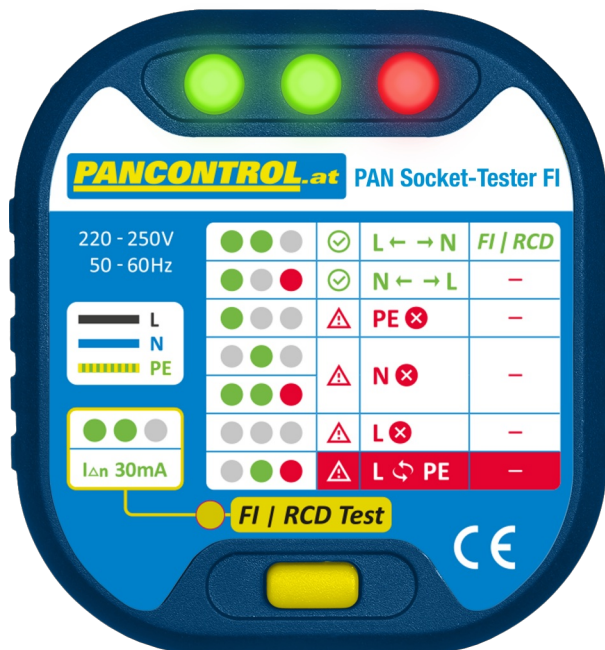 PANCONTROL.at PAN Socket-Tester FI
220 - 250V
50 - 60Hz
L
N
PE
L ← → N FI | RCD
N ← → L –
PE –
N –
L –
L PE –
I△n 30mA
FI | RCD Test
CE